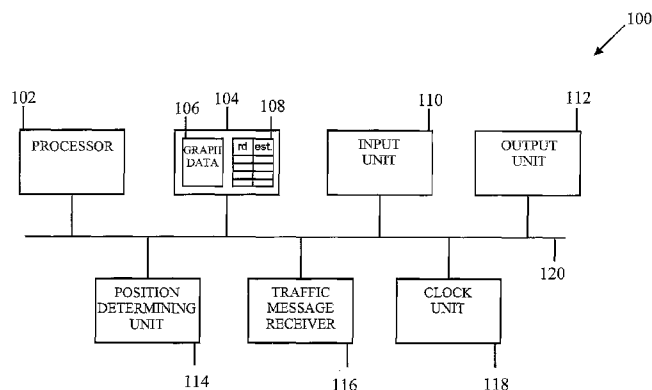 100
102
106
104
108
110
112
PROCESSOR
GRAPH
DATA
rd est.
INPUT
UNIT
OUTPUT
UNIT
120
POSITION
DETERMINING
UNIT
TRAFFIC
MESSAGE
RECEIVER
CLOCK
UNIT
114
116
118